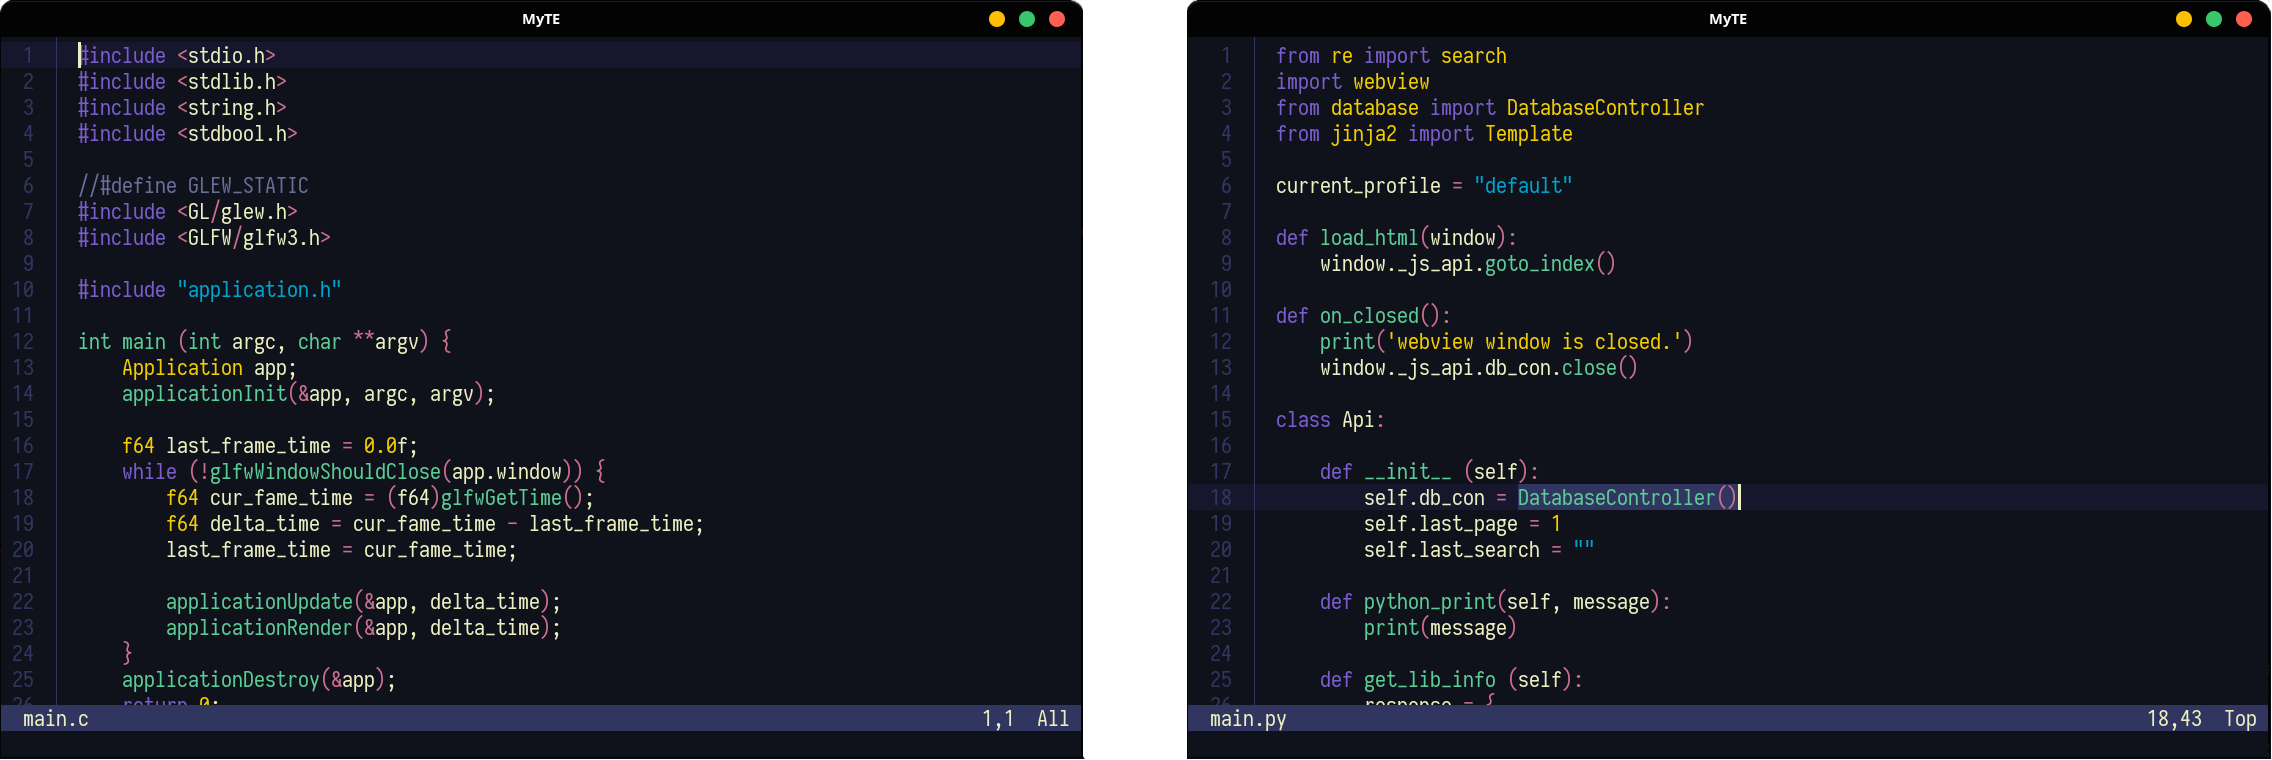 MyTE
1 #include <stdio.h>
2 #include <stdlib.h>
3 #include <string.h>
4 #include <stdbool.h>
5
6 //#define GLEW_STATIC
7 #include <GL/glew.h>
8 #include <GLFW/glfw3.h>
9
10 #include "application.h"
11
12 int main (int argc, char **argv) {
13     Application app;
14     applicationInit(&app, argc, argv);
15
16     f64 last_frame_time = 0.0f;
17     while (!glfwWindowShouldClose(app.window)) {
18         f64 cur_fame_time = (f64)glfwGetTime();
19         f64 delta_time = cur_fame_time - last_frame_time;
20         last_frame_time = cur_fame_time;
21
22         applicationUpdate(&app, delta_time);
23         applicationRender(&app, delta_time);
24     }
25     applicationDestroy(&app);
26     return 0;
main.c 1,1 All
MyTE
1 from re import search
2 import webview
3 from database import DatabaseController
4 from jinja2 import Template
5
6 current_profile = "default"
7
8 def load_html(window):
9     window._js_api.goto_index()
10
11 def on_closed():
12     print('webview window is closed.')
13     window._js_api.db_con.close()
14
15 class Api:
16
17     def __init__ (self):
18         self.db_con = DatabaseController()
19         self.last_page = 1
20         self.last_search = ""
21
22     def python_print(self, message):
23         print(message)
24
25     def get_lib_info (self):
26         response = {
main.py 18,43 Top